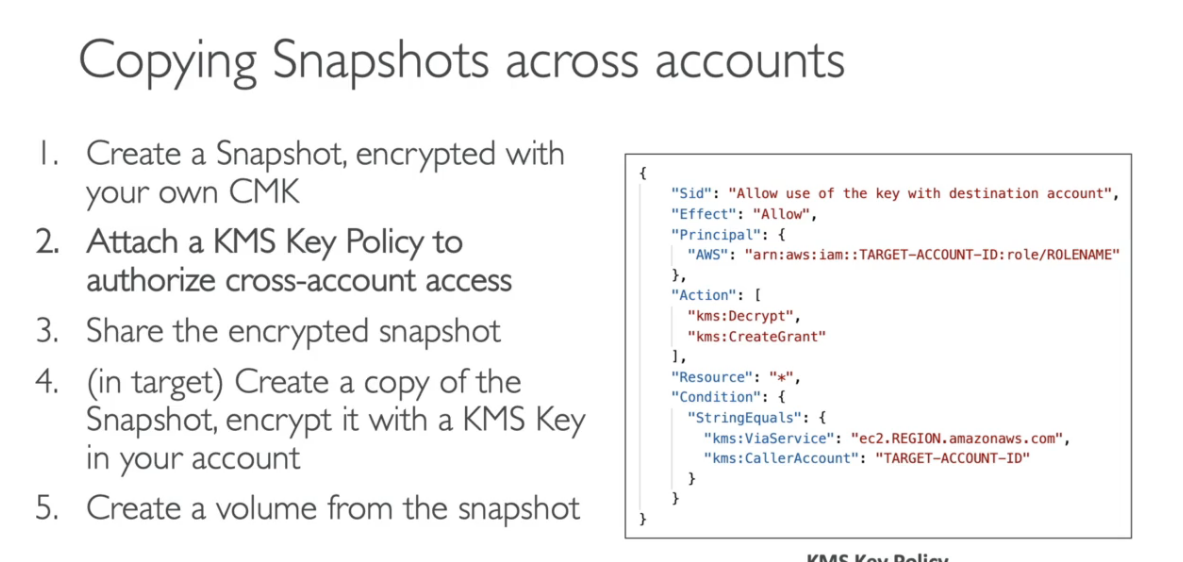 Copying Snapshots across accounts
1. Create a Snapshot, encrypted with
your own CMK
2. Attach a KMS Key Policy to
authorize cross-account access
3. Share the encrypted snapshot
4. (in target) Create a copy of the
Snapshot, encrypt it with a KMS Key
in your account
5. Create a volume from the snapshot
{
"Sid": "Allow use of the key with destination account",
"Effect": "Allow",
"Principal": {
"AWS": "arn:aws:iam::TARGET-ACCOUNT-ID:role/ROLENAME"
},
"Action": [
"kms:Decrypt",
"kms:CreateGrant"
],
"Resource": "*",
"Condition": {
"StringEquals": {
"kms:ViaService": "ec2.REGION.amazonaws.com",
"kms:CallerAccount": "TARGET-ACCOUNT-ID"
}
}
}
KMS Key Policy